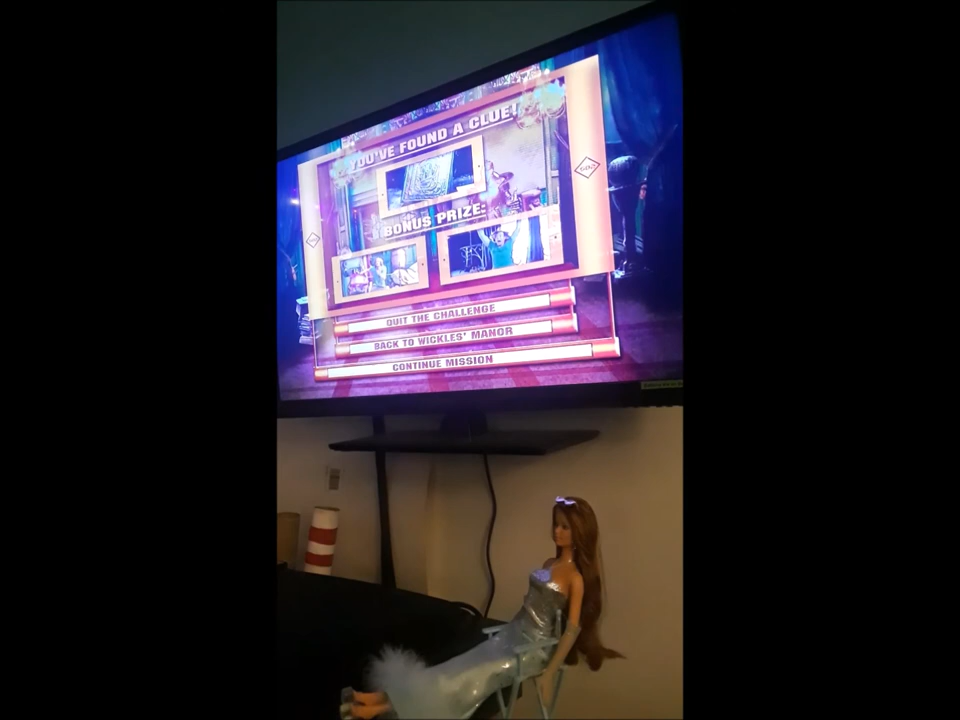 YOU'VE FOUND A CLUE!
BONUS PRIZE:
QUIT THE CHALLENGE
BACK TO WICKLES' MANOR
CONTINUE MISSION